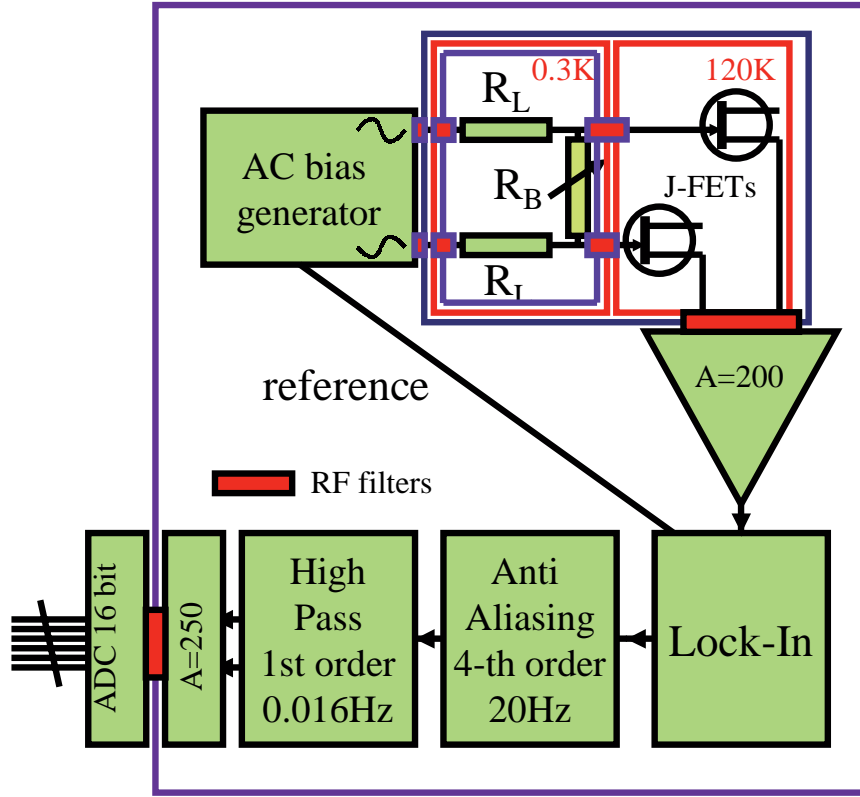 0.3K
120K
R_L
AC bias
generator
R_B
J-FETs
R_L
A=200
reference
RF filters
ADC 16 bit
A=250
High
Pass
1st order
0.016Hz
Anti
Aliasing
4-th order
20Hz
Lock-In